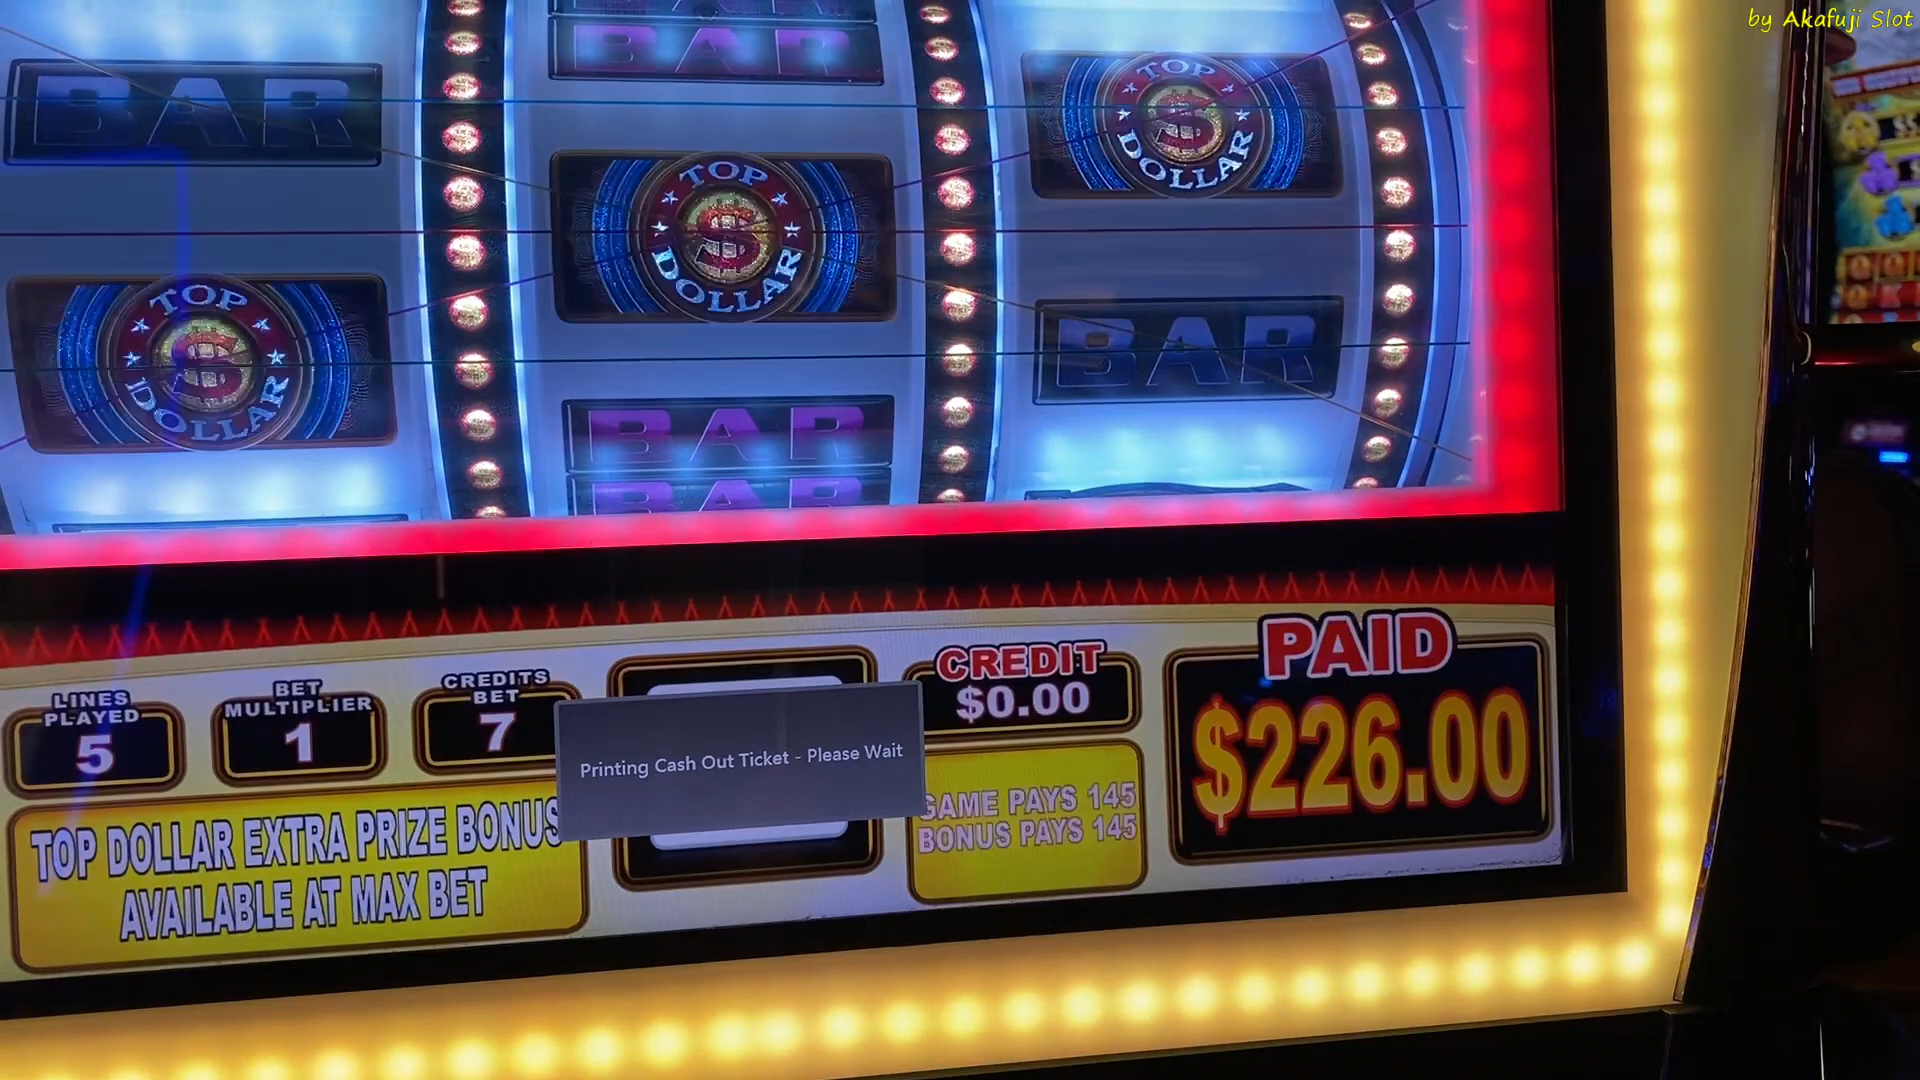 by Akafuji Slot
BAR
BAR
BAR
TOP
$
DOLLAR
TOP
$
DOLLAR
TOP
$
DOLLAR
BAR
BAR
BAR
LINES
PLAYED
5
BET
MULTIPLIER
1
CREDITS
BET
7
Printing Cash Out Ticket - Please Wait
CREDIT
$0.00
PAID
$226.00
TOP DOLLAR EXTRA PRIZE BONUS
AVAILABLE AT MAX BET
GAME PAYS 145
BONUS PAYS 145